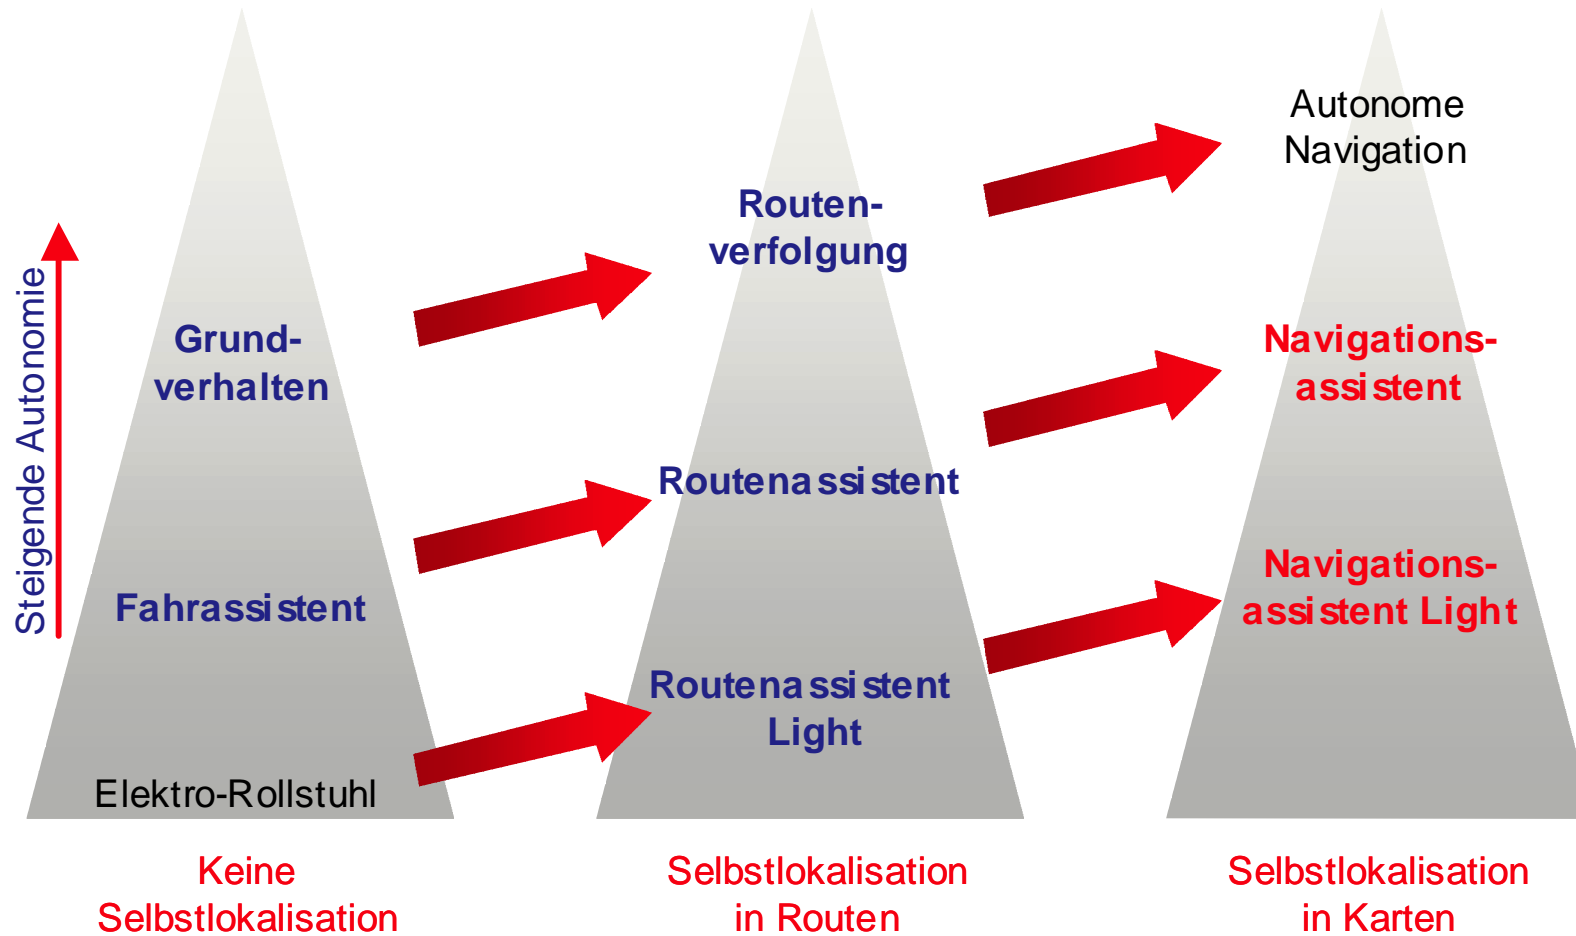 Steigende Autonomie
Grund-
verhalten
Fahrassistent
Elektro-Rollstuhl
Keine
Selbstlokalisation
Routen-
verfolgung
Routenassistent
Routenassistent
Light
Selbstlokalisation
in Routen
Autonome
Navigation
Navigations-
assistent
Navigations-
assistent Light
Selbstlokalisation
in Karten